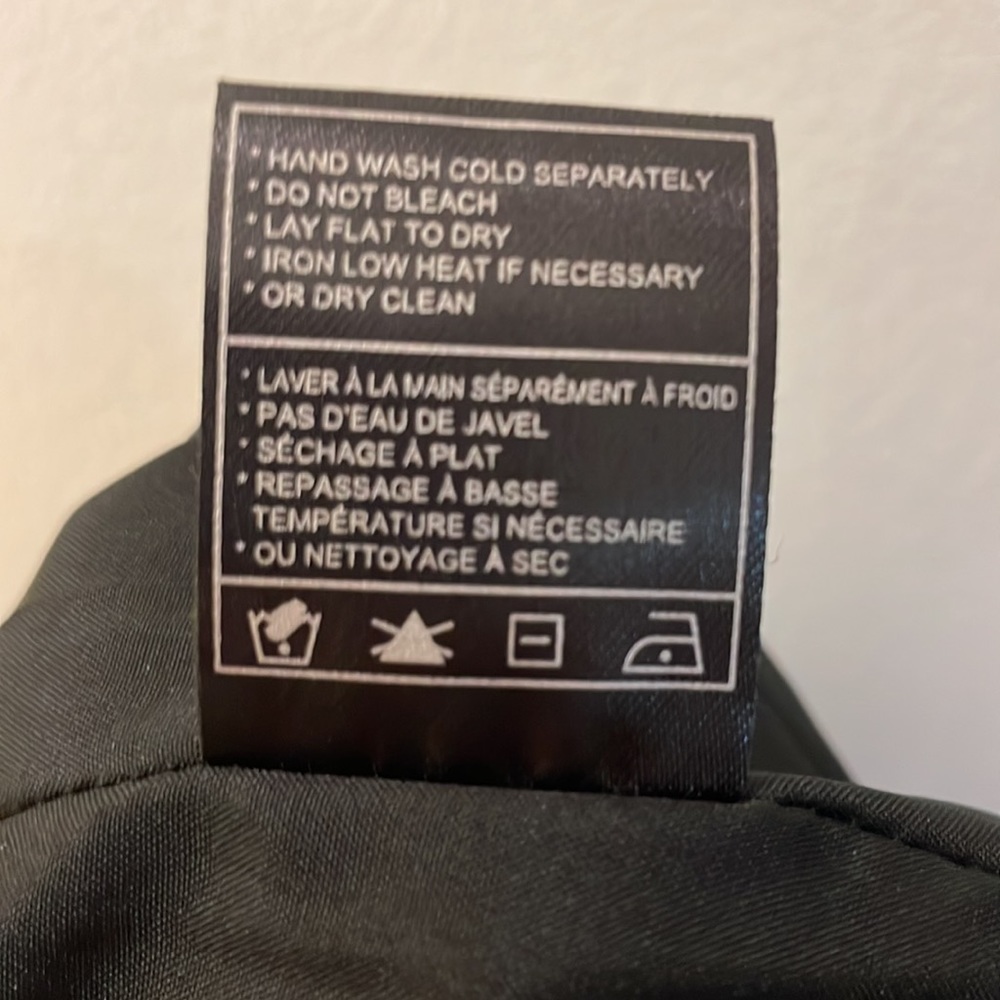 * HAND WASH COLD SEPARATELY
* DO NOT BLEACH
* LAY FLAT TO DRY
* IRON LOW HEAT IF NECESSARY
* OR DRY CLEAN
* LAVER À LA MAIN SÉPARÉMENT À FROID
* PAS D'EAU DE JAVEL
* SÉCHAGE À PLAT
* REPASSAGE À BASSE
TEMPÉRATURE SI NÉCESSAIRE
* OU NETTOYAGE À SEC